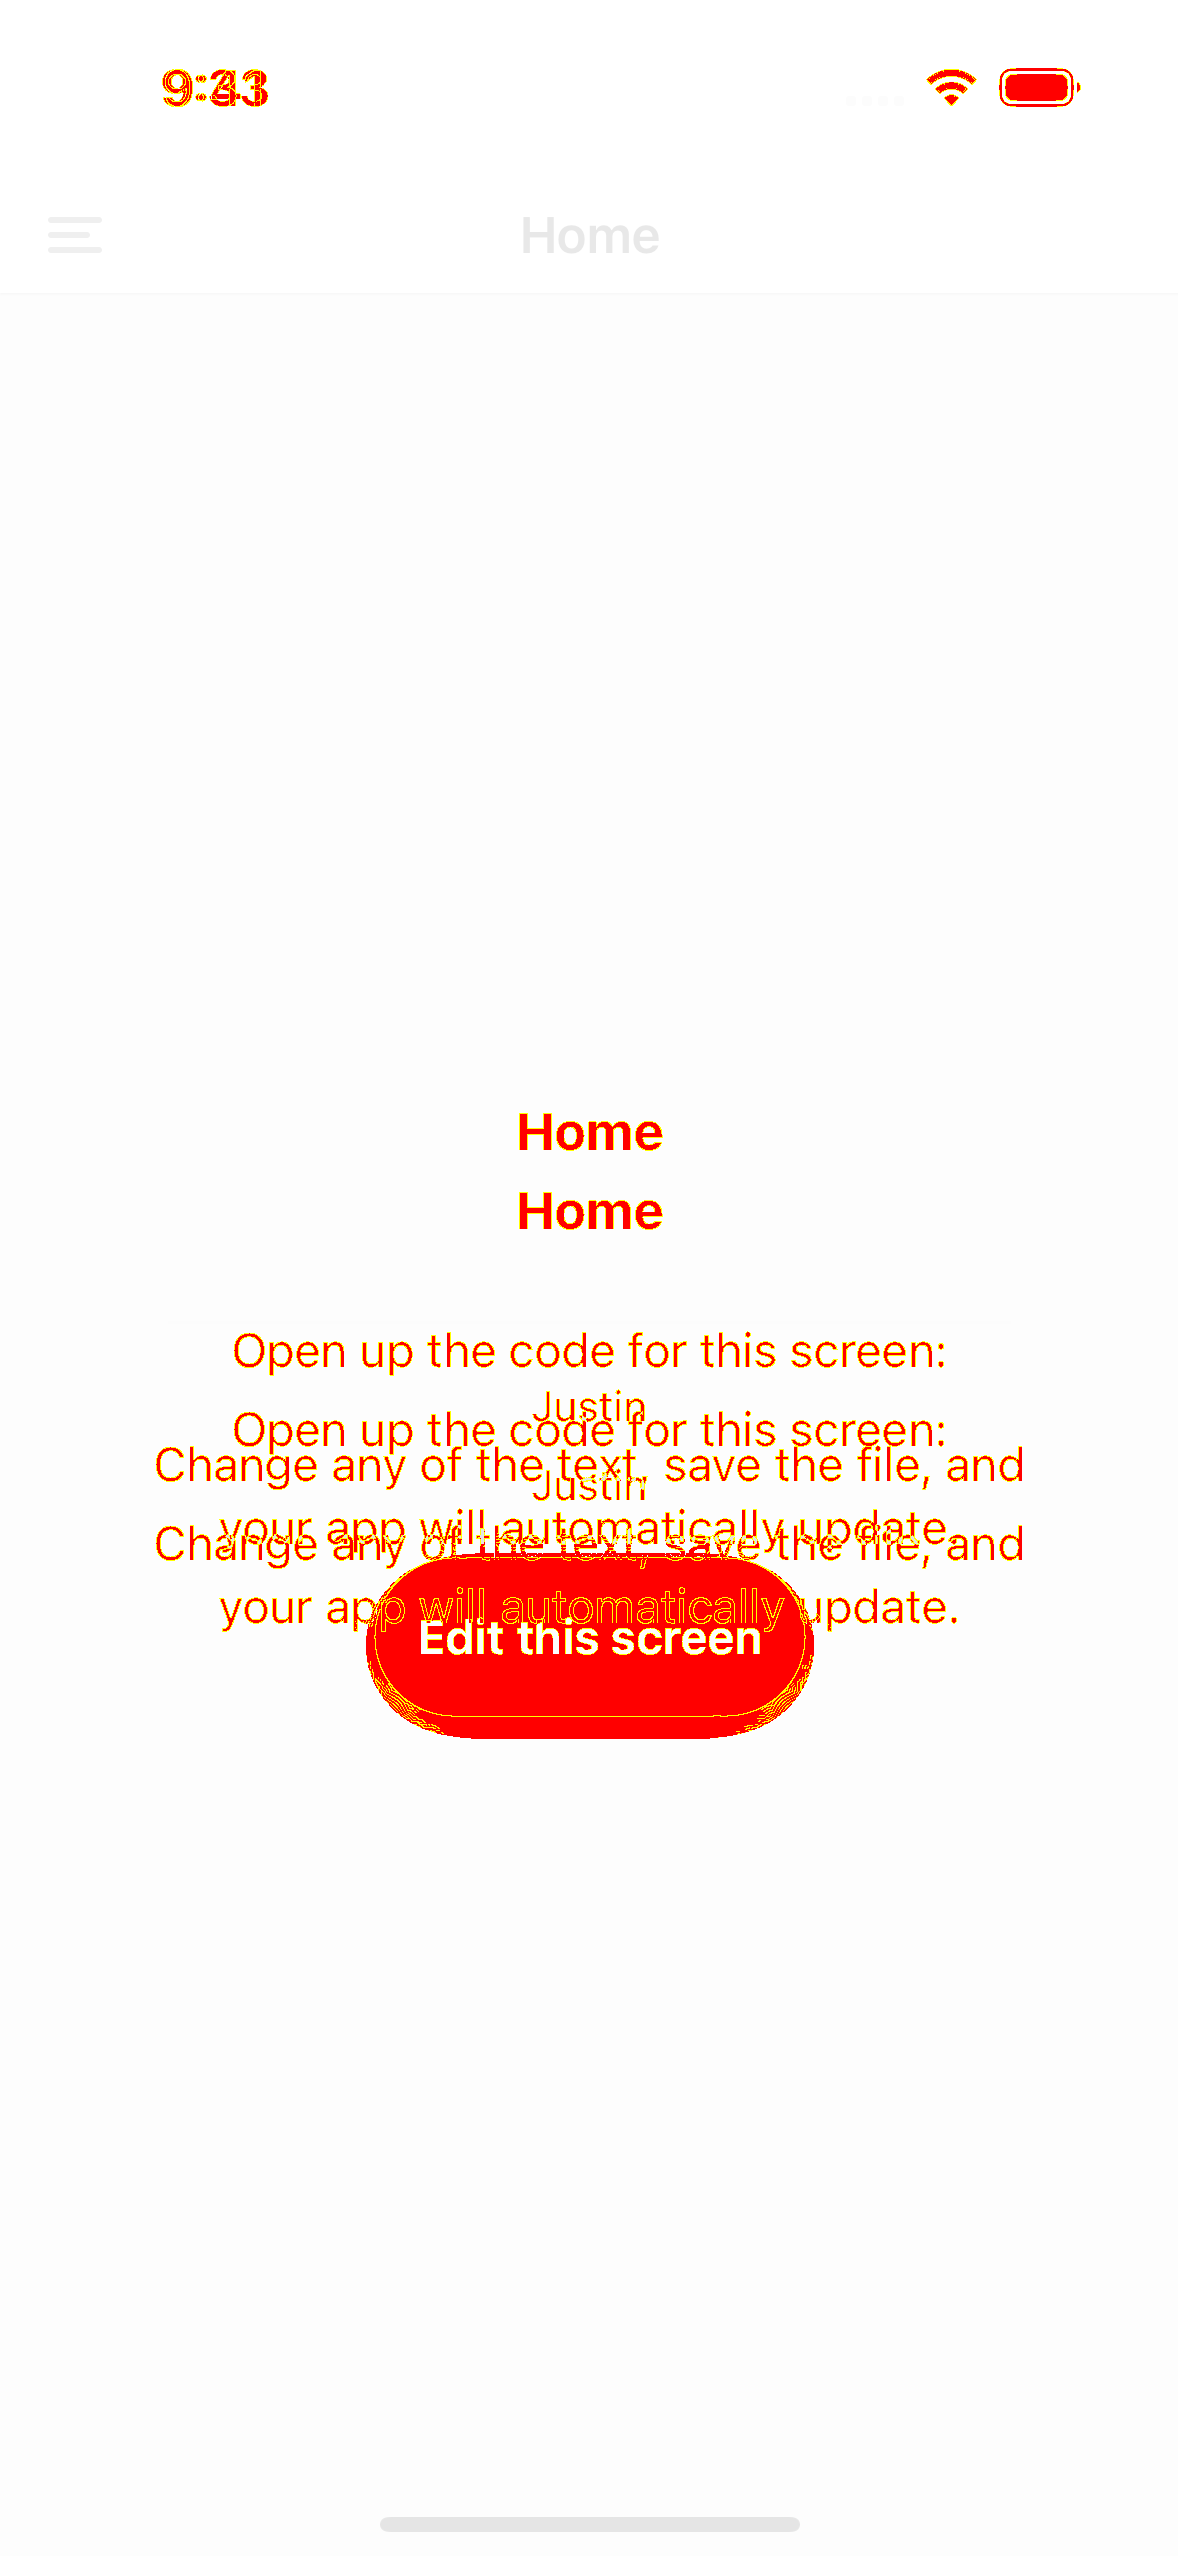 Home
Home
Home
Open up the code for this screen:
Justin
Open up the code for this screen:
Change any of the text, save the file, and
Justin
your app will automatically update.
Change any of the text, save the file, and
your app will automatically update.
Edit this screen